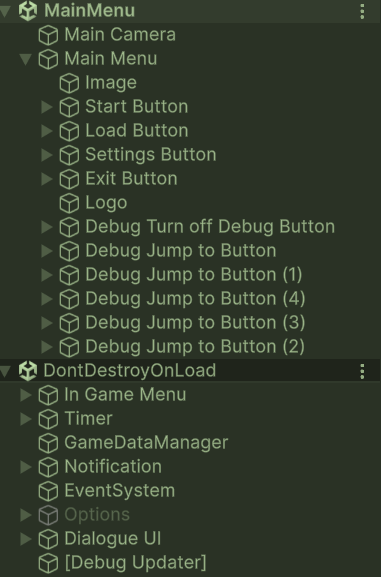 MainMenu
Main Camera
Main Menu
Image
Start Button
Load Button
Settings Button
Exit Button
Logo
Debug Turn off Debug Button
Debug Jump to Button
Debug Jump to Button (1)
Debug Jump to Button (4)
Debug Jump to Button (3)
Debug Jump to Button (2)
DontDestroyOnLoad
In Game Menu
Timer
GameDataManager
Notification
EventSystem
Options
Dialogue UI
[Debug Updater]